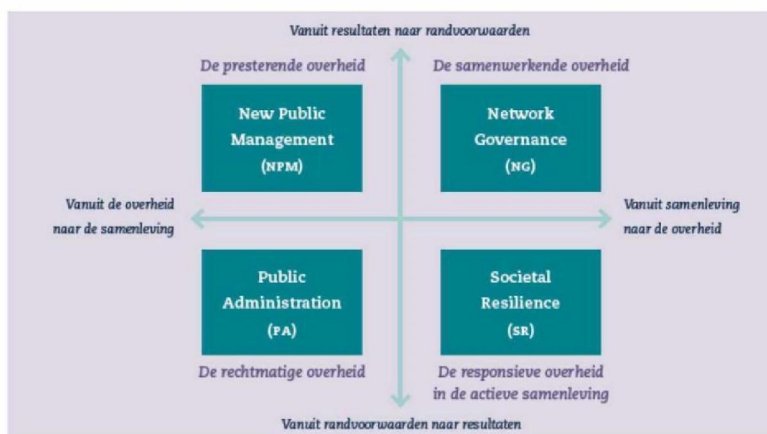 Vanuit resultaten naar randvoorwaarden
De presterende overheid
De samenwerkende overheid
New Public
Management
(NPM)
Network
Governance
(NG)
Vanuit de overheid
naar de samenleving
Vanuit samenleving
naar de overheid
Public
Administration
(PA)
Societal
Resilience
(SR)
De rechtmatige overheid
De responsieve overheid
in de actieve samenleving
Vanuit randvoorwaarden naar resultaten